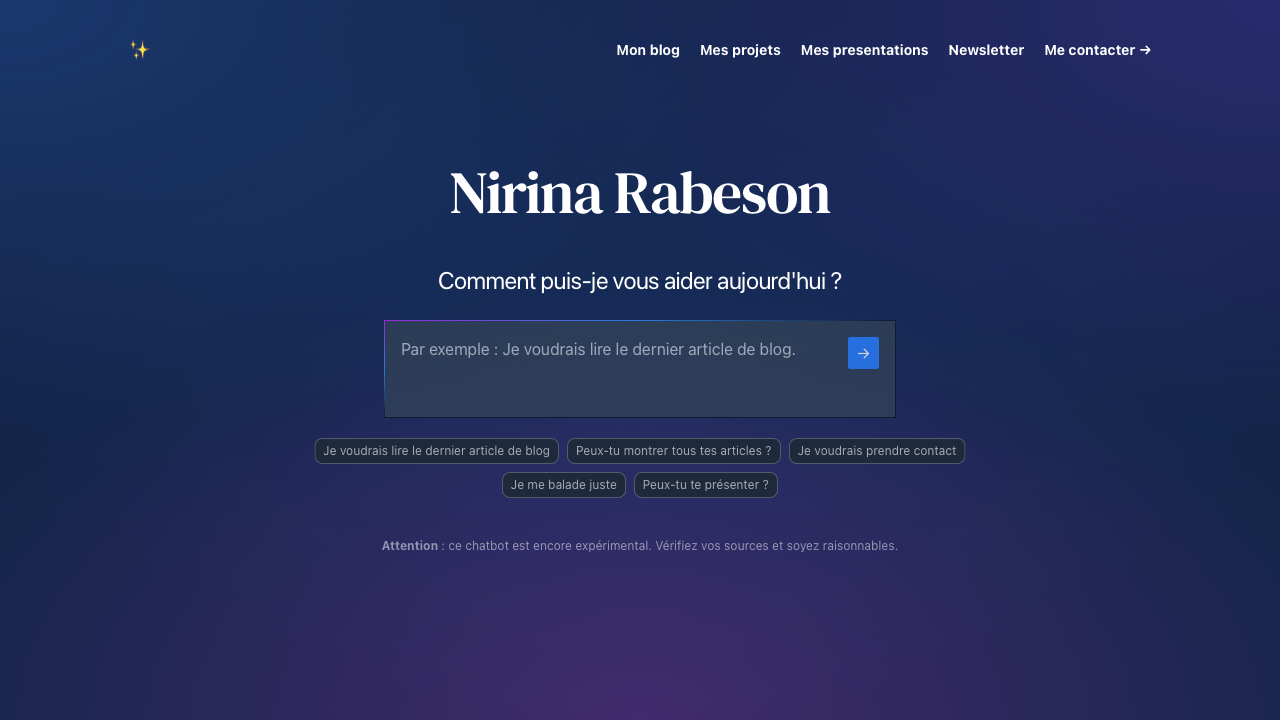 Mon blog Mes projets Mes presentations Newsletter Me contacter →
Nirina Rabeson
Comment puis-je vous aider aujourd'hui ?
Par exemple : Je voudrais lire le dernier article de blog.
Je voudrais lire le dernier article de blog Peux-tu montrer tous tes articles ? Je voudrais prendre contact
Je me balade juste Peux-tu te présenter ?
Attention : ce chatbot est encore expérimental. Vérifiez vos sources et soyez raisonnables.